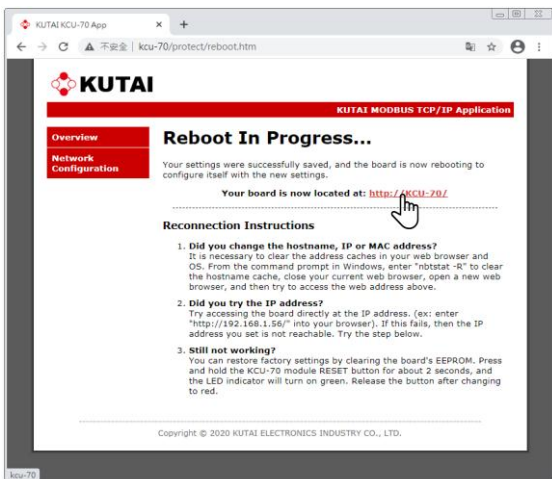 KUTAI KCU-70 App
不安全 | kcu-70/protect/reboot.htm
KUTAI
KUTAI MODBUS TCP/IP Application
Overview
Network
Configuration
Reboot In Progress...
Your settings were successfully saved, and the board is now rebooting to
configure itself with the new settings.
Your board is now located at: http://KCU-70/
Reconnection Instructions
1. Did you change the hostname, IP or MAC address?
It is necessary to clear the address caches in your web browser and
OS. From the command prompt in Windows, enter "nbtstat -R" to clear
the hostname cache, close your current web browser, open a new web
browser, and then try to access the web address above.
2. Did you try the IP address?
Try accessing the board directly at the IP address. (ex: enter
"http://192.168.1.56/" into your browser). If this fails, then the IP
address you set is not reachable. Try the step below.
3. Still not working?
You can restore factory settings by clearing the board's EEPROM. Press
and hold the KCU-70 module RESET button for about 2 seconds, and
the LED indicator will turn on green. Release the button after changing
to red.
Copyright © 2020 KUTAI ELECTRONICS INDUSTRY CO., LTD.
kcu-70